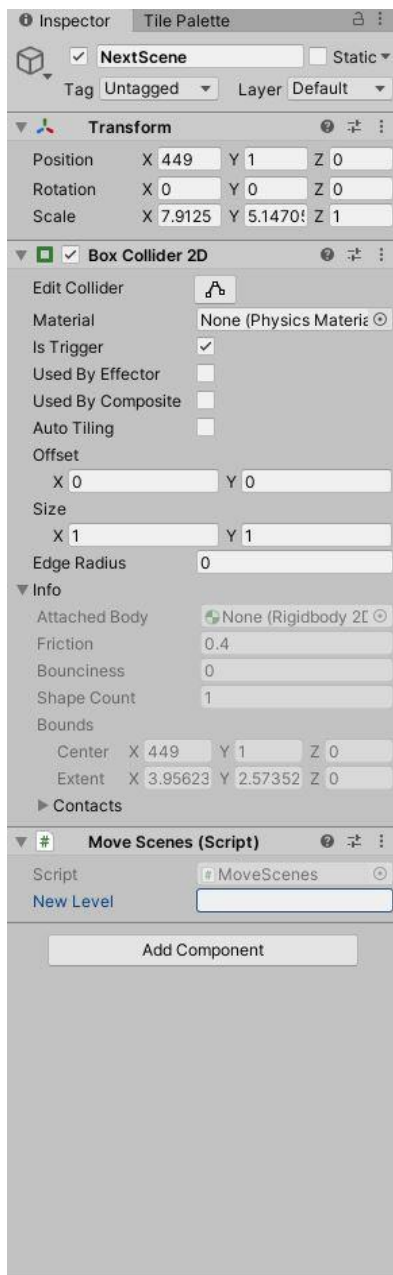 Inspector Tile Palette
NextScene Static
Tag Untagged Layer Default
Transform
Position X 449 Y 1 Z 0
Rotation X 0 Y 0 Z 0
Scale X 7.9125 Y 5.1470 Z 1
Box Collider 2D
Edit Collider
Material None (Physics Materia
Is Trigger
Used By Effector
Used By Composite
Auto Tiling
Offset
X 0 Y 0
Size
X 1 Y 1
Edge Radius 0
Info
Attached Body None (Rigidbody 2D
Friction 0.4
Bounciness 0
Shape Count 1
Bounds
Center X 449 Y 1 Z 0
Extent X 3.95623 Y 2.57352 Z 0
Contacts
# Move Scenes (Script)
Script # MoveScenes
New Level
Add Component